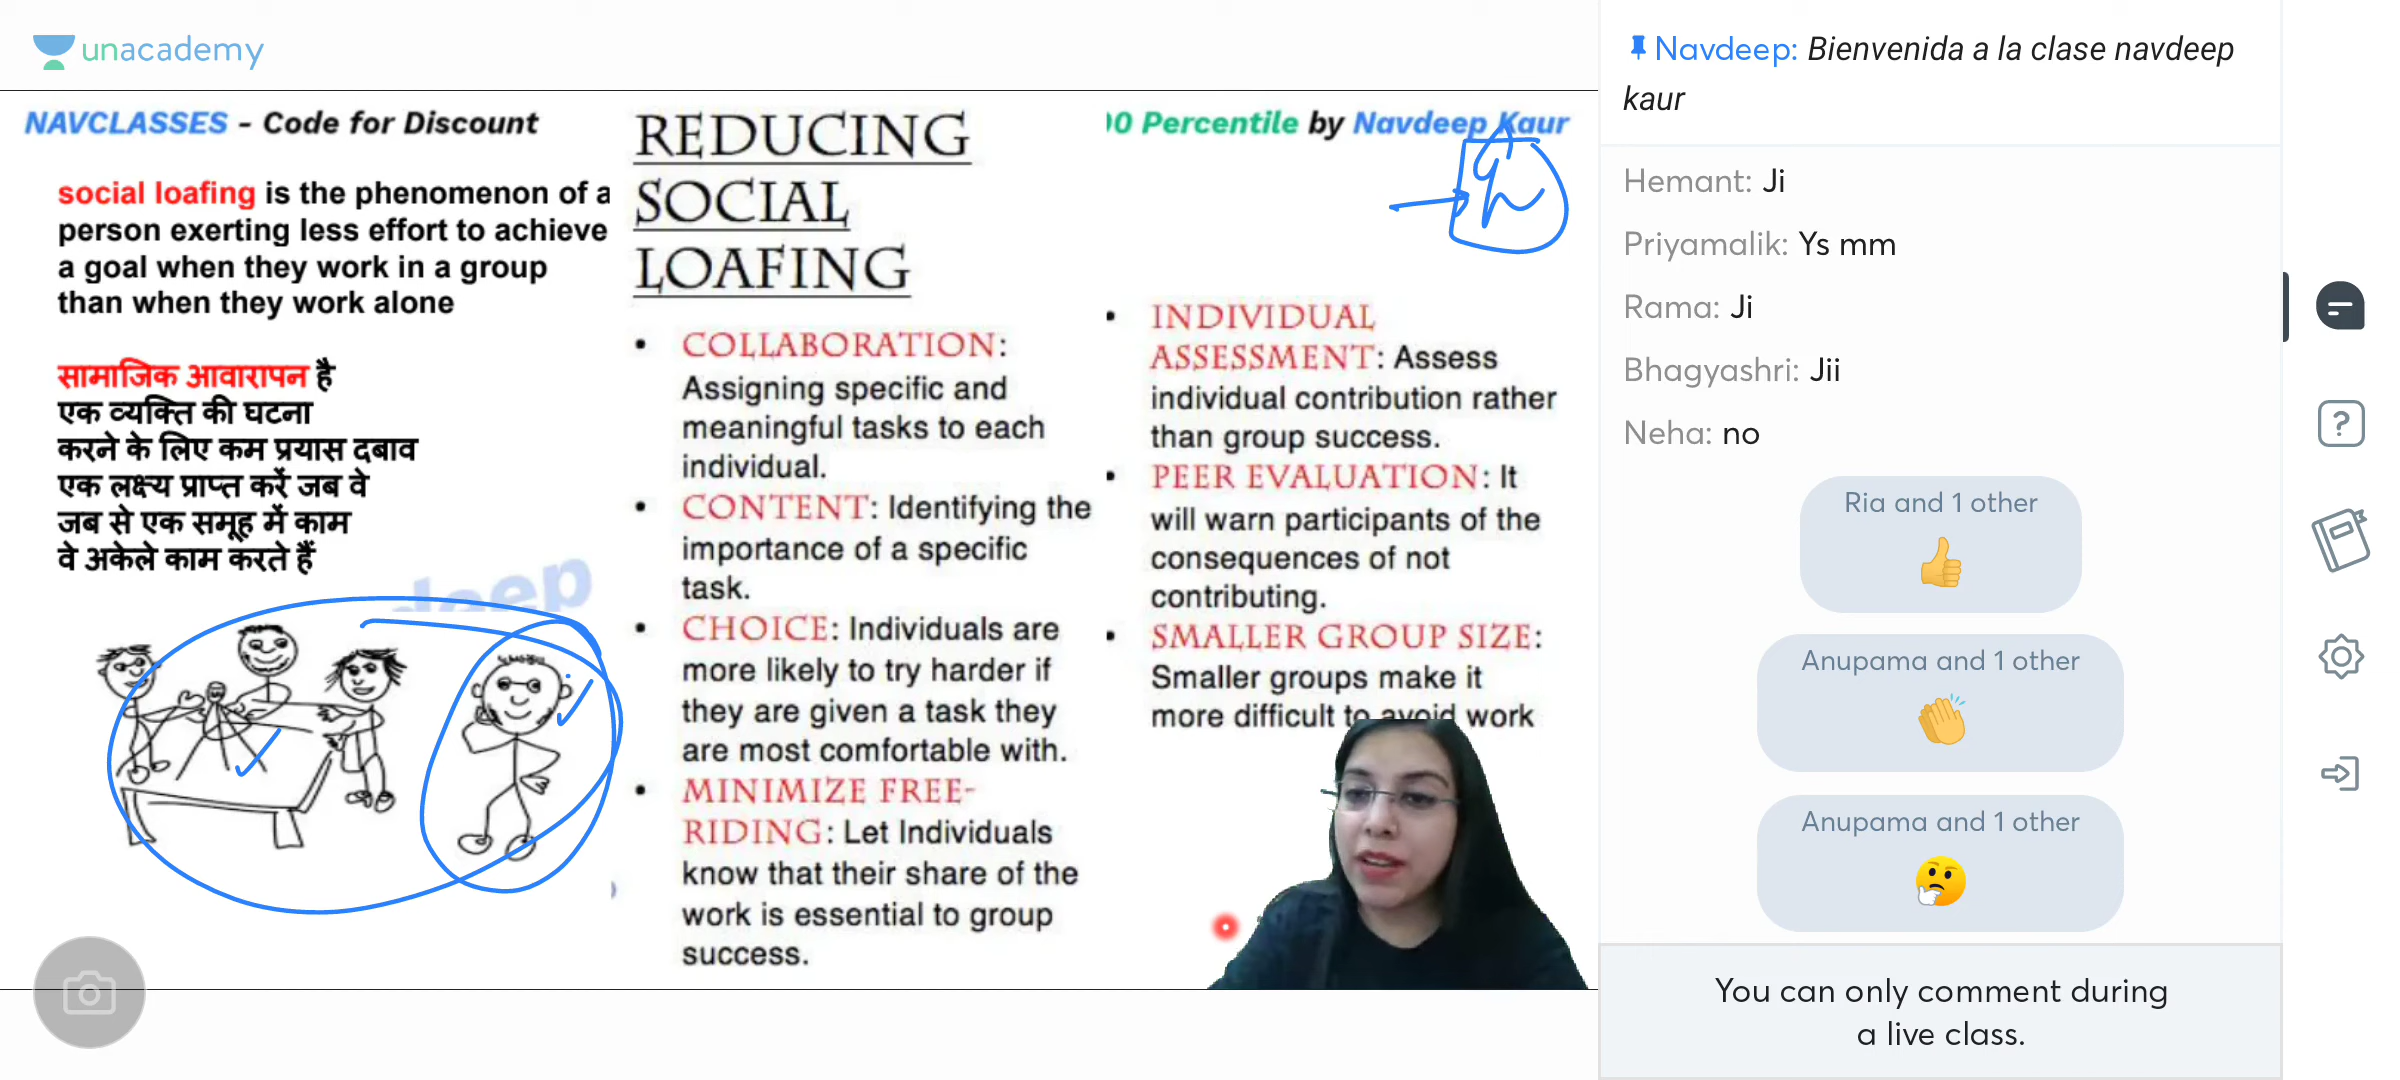 unacademy
NAVCLASSES - Code for Discount
social loafing is the phenomenon of a
person exerting less effort to achieve
a goal when they work in a group
than when they work alone
सामाजिक आवारापन है
एक व्यक्ति की घटना
करने के लिए कम प्रयास दबाव
एक लक्ष्य प्राप्त करें जब वे
जब से एक समूह में काम
वे अकेले काम करते हैं
REDUCING
SOCIAL
LOAFING
• COLLABORATION:
Assigning specific and
meaningful tasks to each
individual.
• CONTENT: Identifying the
importance of a specific
task.
• CHOICE: Individuals are
more likely to try harder if
they are given a task they
are most comfortable with.
• MINIMIZE FREE-
RIDING: Let Individuals
know that their share of the
work is essential to group
success.
Percentile by Navdeep Kaur
• INDIVIDUAL
ASSESSMENT: Assess
individual contribution rather
than group success.
• PEER EVALUATION: It
will warn participants of the
consequences of not
contributing.
• SMALLER GROUP SIZE:
Smaller groups make it
more difficult to avoid work
Navdeep: Bienvenida a la clase navdeep
kaur
Hemant: Ji
Priyamalik: Ys mm
Rama: Ji
Bhagyashri: Jii
Neha: no
Ria and 1 other
Anupama and 1 other
Anupama and 1 other
You can only comment during
a live class.